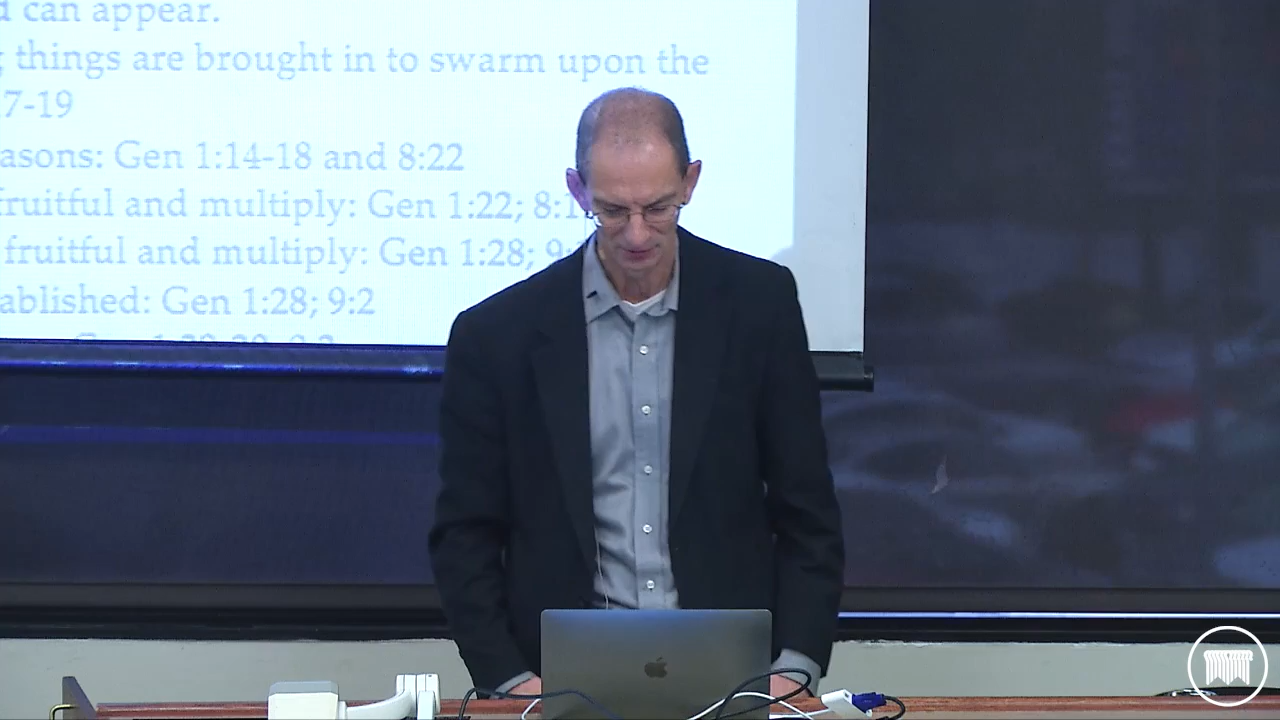 can appear.
things are brought in to swarm upon the
7-19
asons: Gen 1:14-18 and 8:22
fruitful and multiply: Gen 1:22; 8:1
fruitful and multiply: Gen 1:28; 9:
ablished: Gen 1:28; 9:2